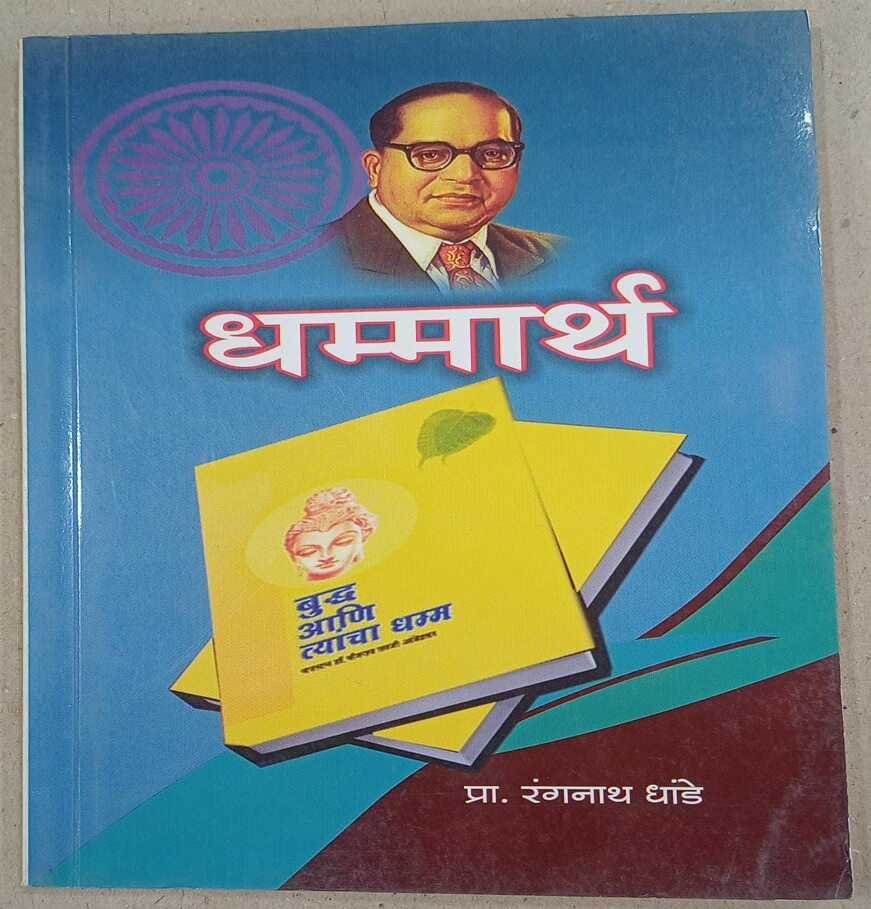 धम्मार्थ
बुद्ध
आणि
त्यांचा धम्म
प्रा. रंगनाथ धांडे